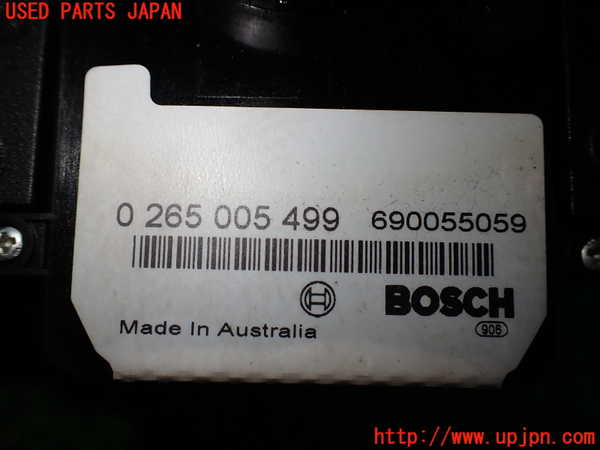 USED PARTS JAPAN
0 265 005 499 690055059
BOSCH
Made In Australia
906
http://www.upjpn.com/